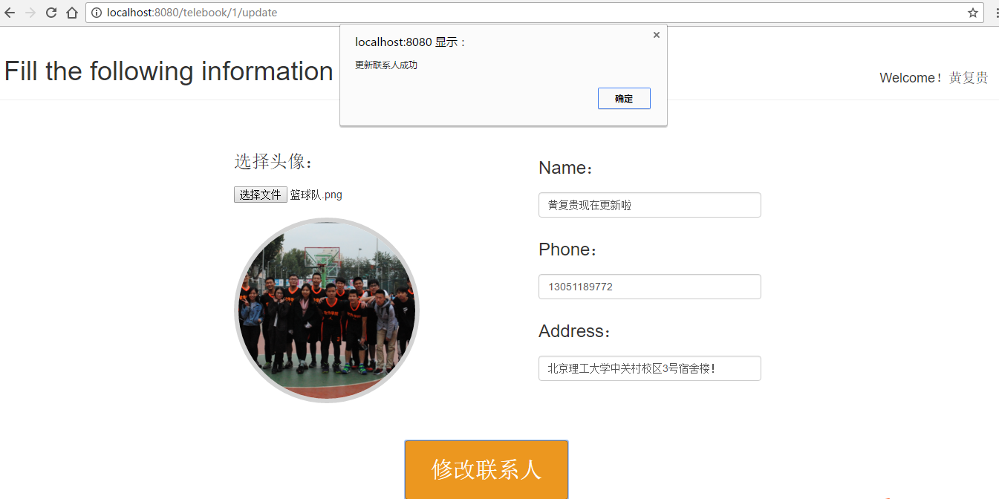 localhost:8080/telebook/1/update
localhost:8080 显示：
更新联系人成功
确定
Fill the following information
Welcome！黄复贵
选择头像：
选择文件 篮球队.png
Name：
黄复贵现在更新啦
Phone：
13051189772
Address：
北京理工大学中关村校区3号宿舍楼！
修改联系人